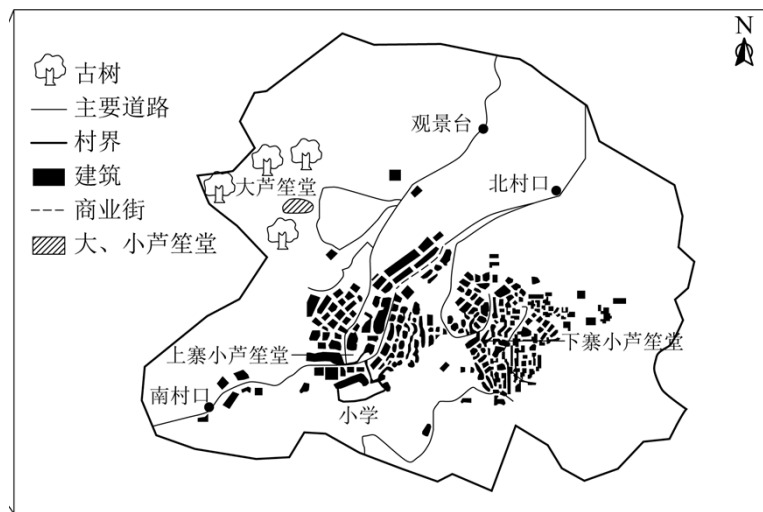 N
古树
主要道路
村界
建筑
商业街
大、小芦笙堂
观景台
北村口
大芦笙堂
上寨小芦笙堂
下寨小芦笙堂
南村口
小学